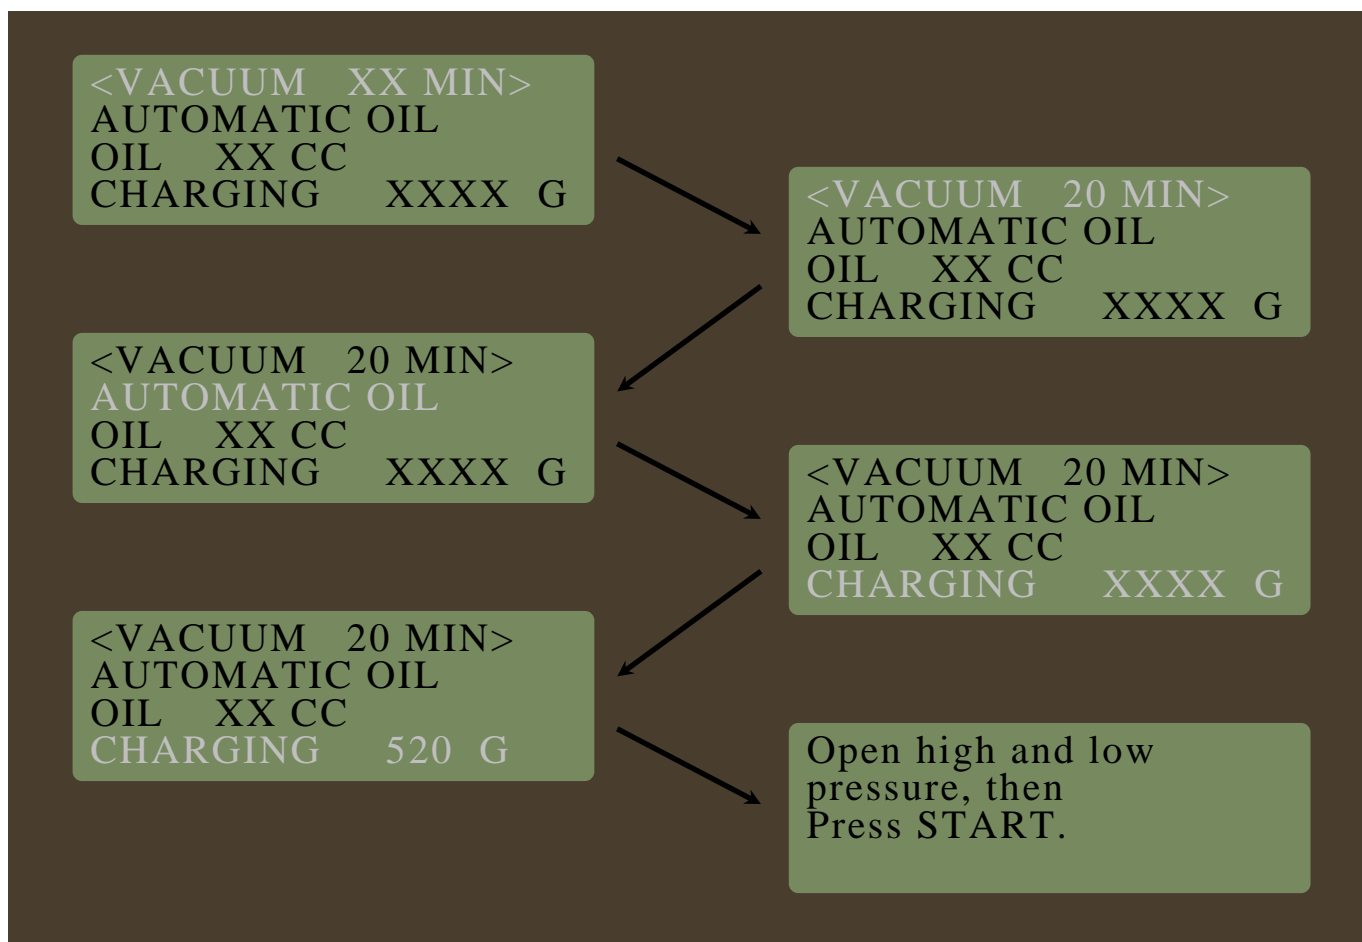 <VACUUM XX MIN>
AUTOMATIC OIL
OIL XX CC
CHARGING XXXX G
<VACUUM 20 MIN>
AUTOMATIC OIL
OIL XX CC
CHARGING XXXX G
<VACUUM 20 MIN>
AUTOMATIC OIL
OIL XX CC
CHARGING XXXX G
<VACUUM 20 MIN>
AUTOMATIC OIL
OIL XX CC
CHARGING XXXX G
<VACUUM 20 MIN>
AUTOMATIC OIL
OIL XX CC
CHARGING 520 G
Open high and low
pressure, then
Press START.